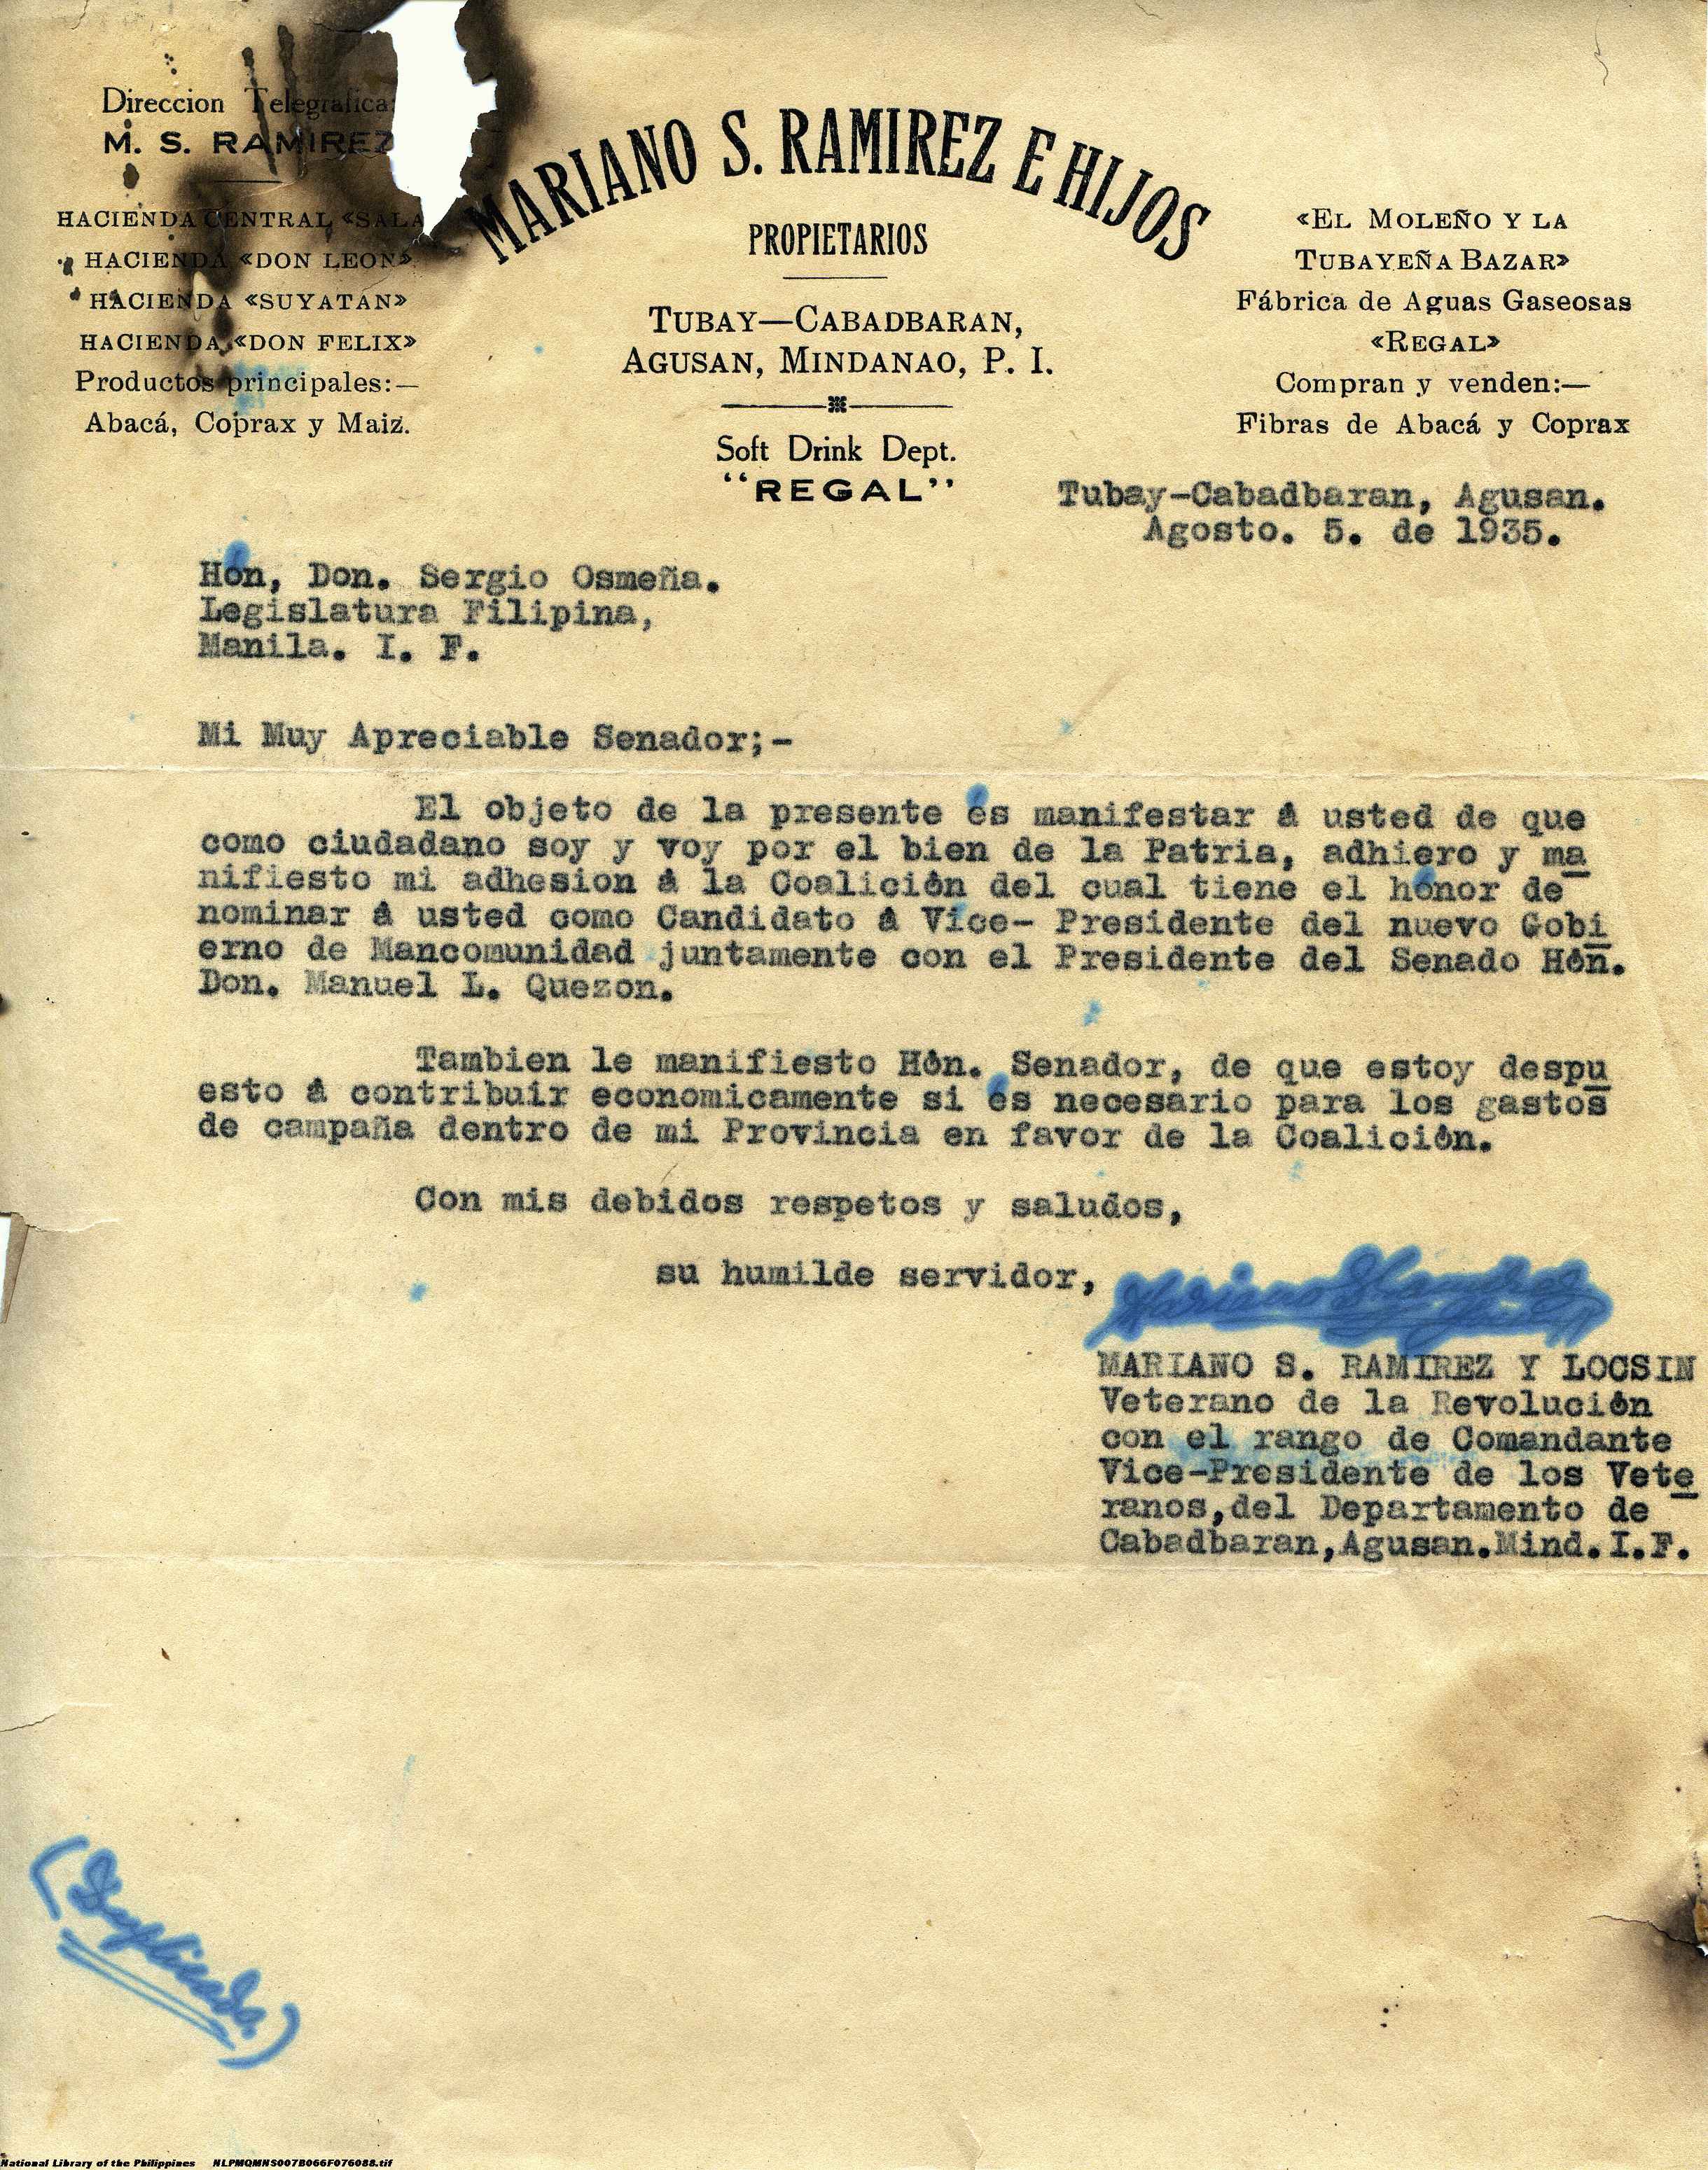 Direccion Telegrafica:
M. S. RAMIREZ
HACIENDA CENTRAL «SALA
HACIENDA «DON LEON»
HACIENDA «SUYATAN»
HACIENDA «DON FELIX»
Productos principales:—
Abacá, Coprax y Maiz.
MARIANO S. RAMIREZ E HIJOS
PROPIETARIOS
TUBAY—CABADBARAN,
AGUSAN, MINDANAO, P. I.
Soft Drink Dept.
“REGAL”
«EL MOLEÑO Y LA
TUBAYEÑA BAZAR»
Fábrica de Aguas Gaseosas
«REGAL»
Compran y venden:—
Fibras de Abacá y Coprax
Tubay-Cabadbaran, Agusan.
Agosto. 5. de 1935.
Hón, Don. Sergio Osmeña.
Legislatura Filipina,
Manila. I. F.
Mi Muy Apreciable Senador;-
El objeto de la presente és manifestar á usted de que
como ciudadano soy y voy por el bien de la Patria, adhiero y ma
nifiesto mi adhesion á la Coalición del cual tiene el hónor de
nominar á usted como Candidato á Vice- Presidente del nuevo Gobi
erno de Mancomunidad juntamente con el Presidente del Senado Hón.
Don. Manuel L. Quezon.
Tambien le manifiesto Hón. Senador, de que estoy despu
esto á contribuir economicamente si és necesario para los gastos
de campaña dentro de mi Provincia en favor de la Coalición.
Con mis debidos respetos y saludos,
su humilde servidor,
MARIANO S. RAMIREZ Y LOCSIN
Veterano de la Revolución
con el rango de Comandante
Vice-Presidente de los Vete
ranos,del Departamento de
Cabadbaran,Agusan.Mind.I.F.
(Duplicado)
National Library of the Philippines NLPMQMNS007B066F076088.tif